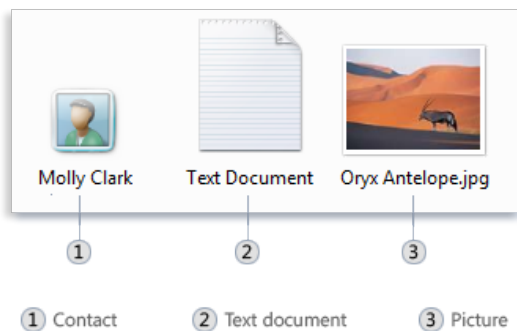 Molly Clark Text Document Oryx Antelope.jpg
1 2 3
1 Contact 2 Text document 3 Picture